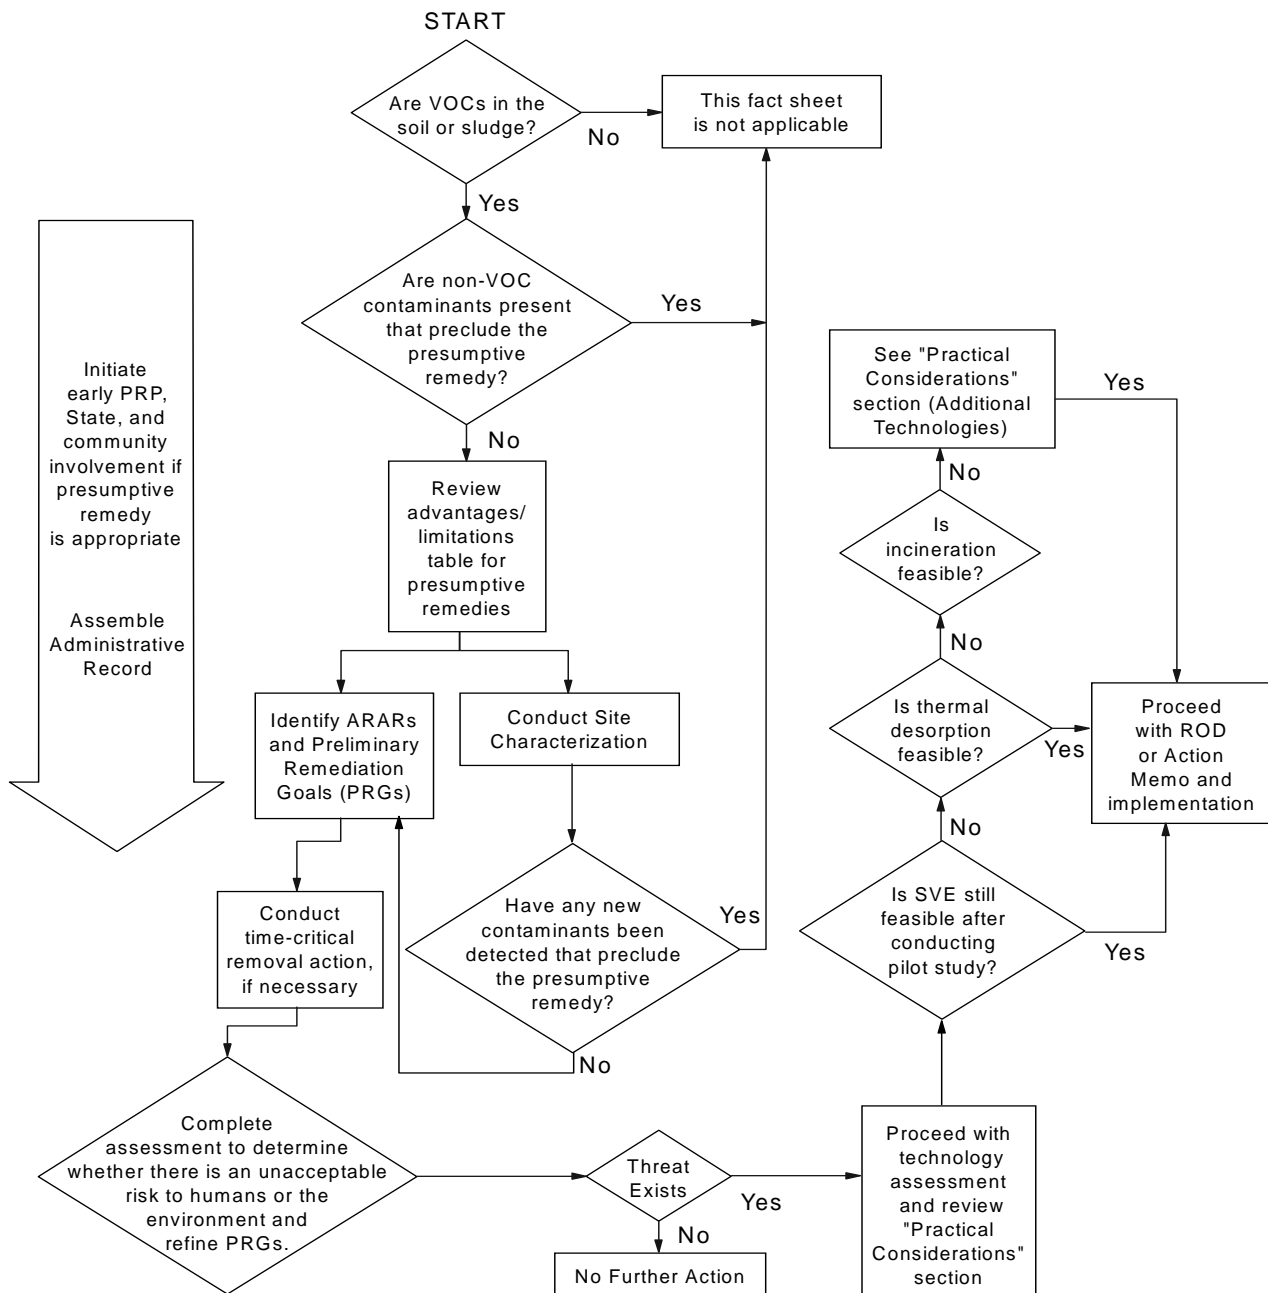 START
Are VOCs in the
soil or sludge?
No
This fact sheet
is not applicable
Yes
Are non-VOC
contaminants present
that preclude the
presumptive
remedy?
Yes
No
Initiate
early PRP,
State, and
community
involvement if
presumptive
remedy
is appropriate
Assemble
Administrative
Record
Review
advantages/
limitations
table for
presumptive
remedies
Identify ARARs
and Preliminary
Remediation
Goals (PRGs)
Conduct Site
Characterization
Have any new
contaminants been
detected that preclude
the presumptive
remedy?
Yes
No
Conduct
time-critical
removal action,
if necessary
Complete
assessment to determine
whether there is an unacceptable
risk to humans or the
environment and
refine PRGs.
Threat
Exists
Yes
No
No Further Action
Proceed with
technology
assessment
and review
"Practical
Considerations"
section
Is SVE still
feasible after
conducting
pilot study?
Yes
No
Is thermal
desorption
feasible?
Yes
No
Is
incineration
feasible?
No
See "Practical
Considerations"
section (Additional
Technologies)
Yes
Proceed
with ROD
or Action
Memo and
implementation